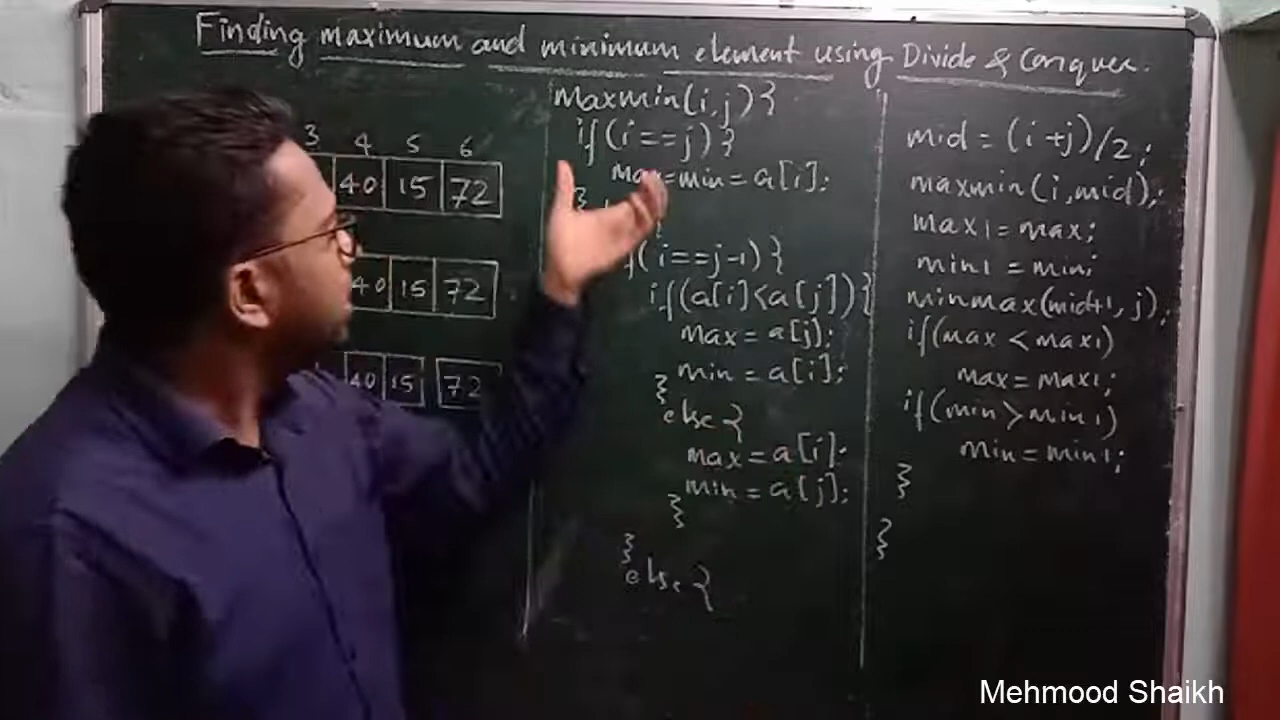 Finding maximum and minimum element using Divide & Conquer.
3 4 5 6
40 15 72
40 15 72
40 15 72
maxmin(i,j){
if(i==j){
max=min=a[i];
}
(i==j-1){
if(a[i]<a[j]){
max=a[j];
min=a[i];
}
else{
max=a[i];
min=a[j];
}
}
else{
mid=(i+j)/2;
maxmin(i,mid);
max1=max;
min1=min;
minmax(mid+1,j);
if(max<max1)
max=max1;
if(min>min1)
min=min1;
}
}
Mehmood Shaikh